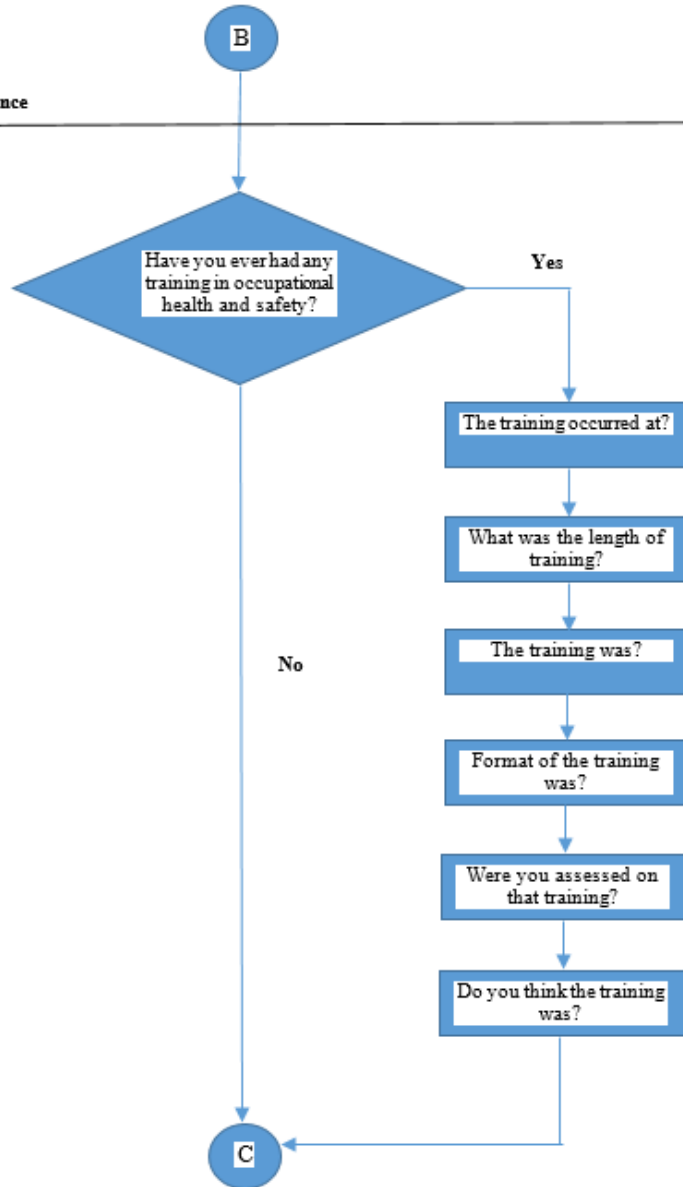 B
nce
Have you ever had any
training in occupational
health and safety?
Yes
The training occurred at?
What was the length of
training?
The training was?
No
Format of the training
was?
Were you assessed on
that training?
Do you think the training
was?
C